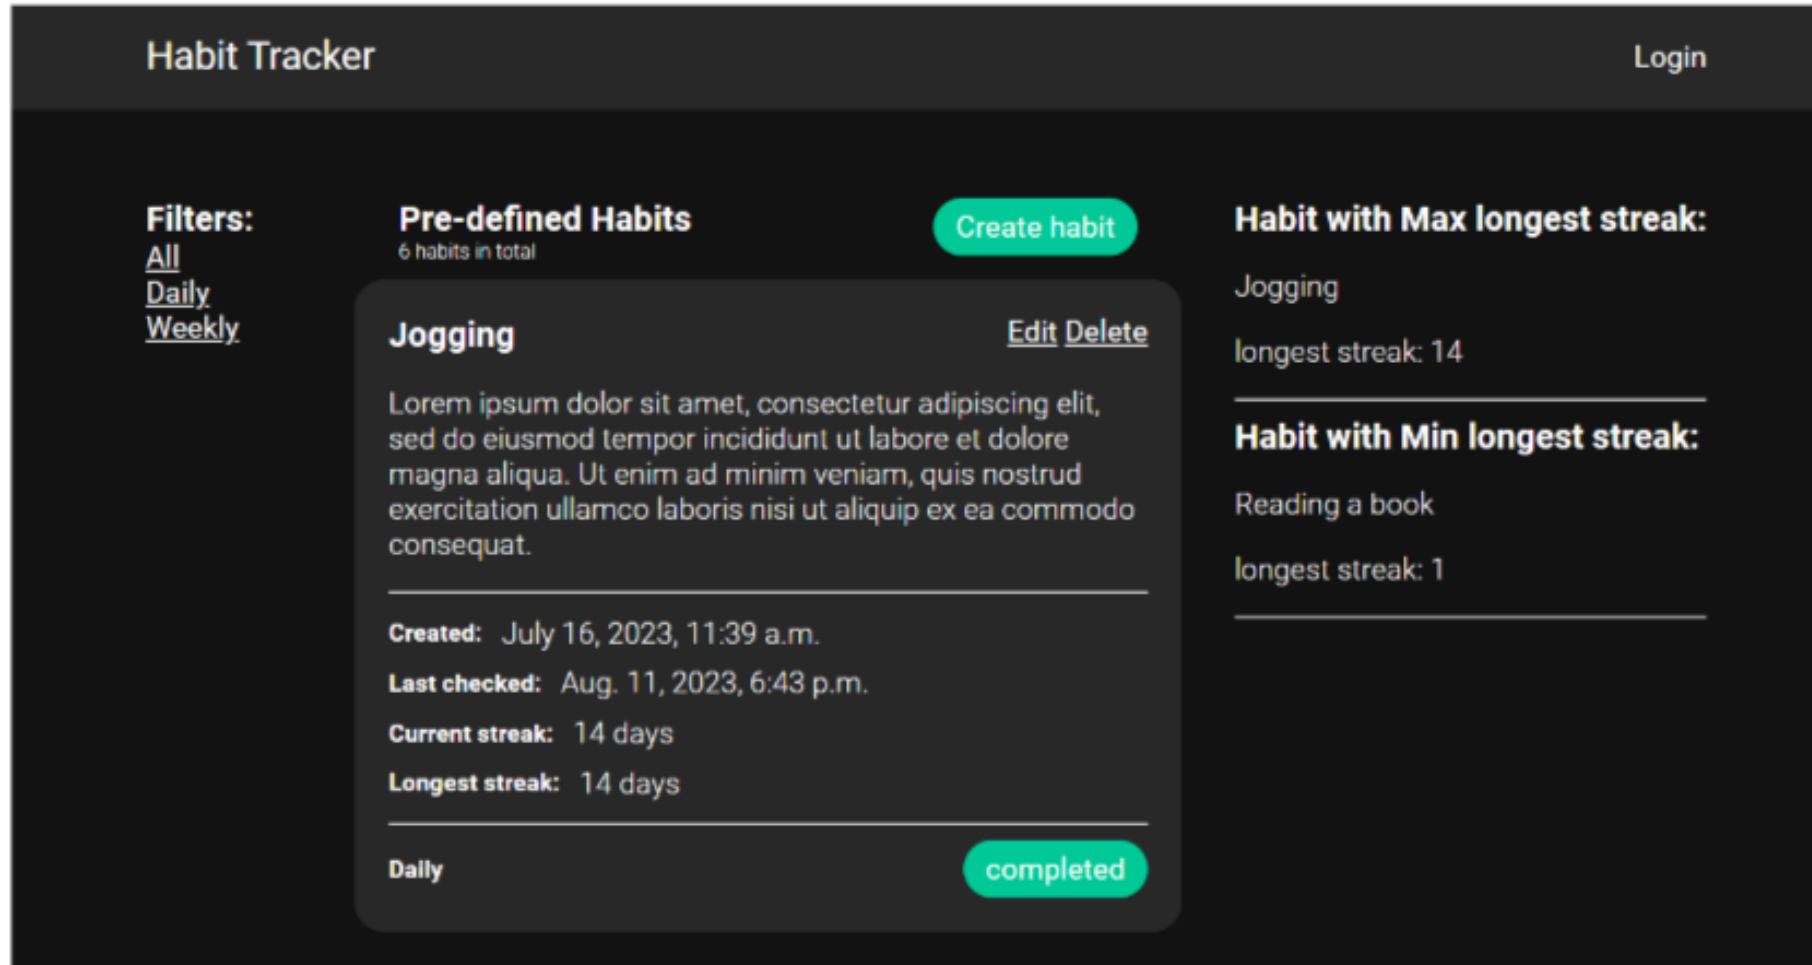 Habit Tracker
Login
Filters:
All
Daily
Weekly
Pre-defined Habits
6 habits in total
Create habit
Jogging
Edit Delete
Lorem ipsum dolor sit amet, consectetur adipiscing elit,
sed do eiusmod tempor incididunt ut labore et dolore
magna aliqua. Ut enim ad minim veniam, quis nostrud
exercitation ullamco laboris nisi ut aliquip ex ea commodo
consequat.
Created: July 16, 2023, 11:39 a.m.
Last checked: Aug. 11, 2023, 6:43 p.m.
Current streak: 14 days
Longest streak: 14 days
Daily
completed
Habit with Max longest streak:
Jogging
longest streak: 14
Habit with Min longest streak:
Reading a book
longest streak: 1